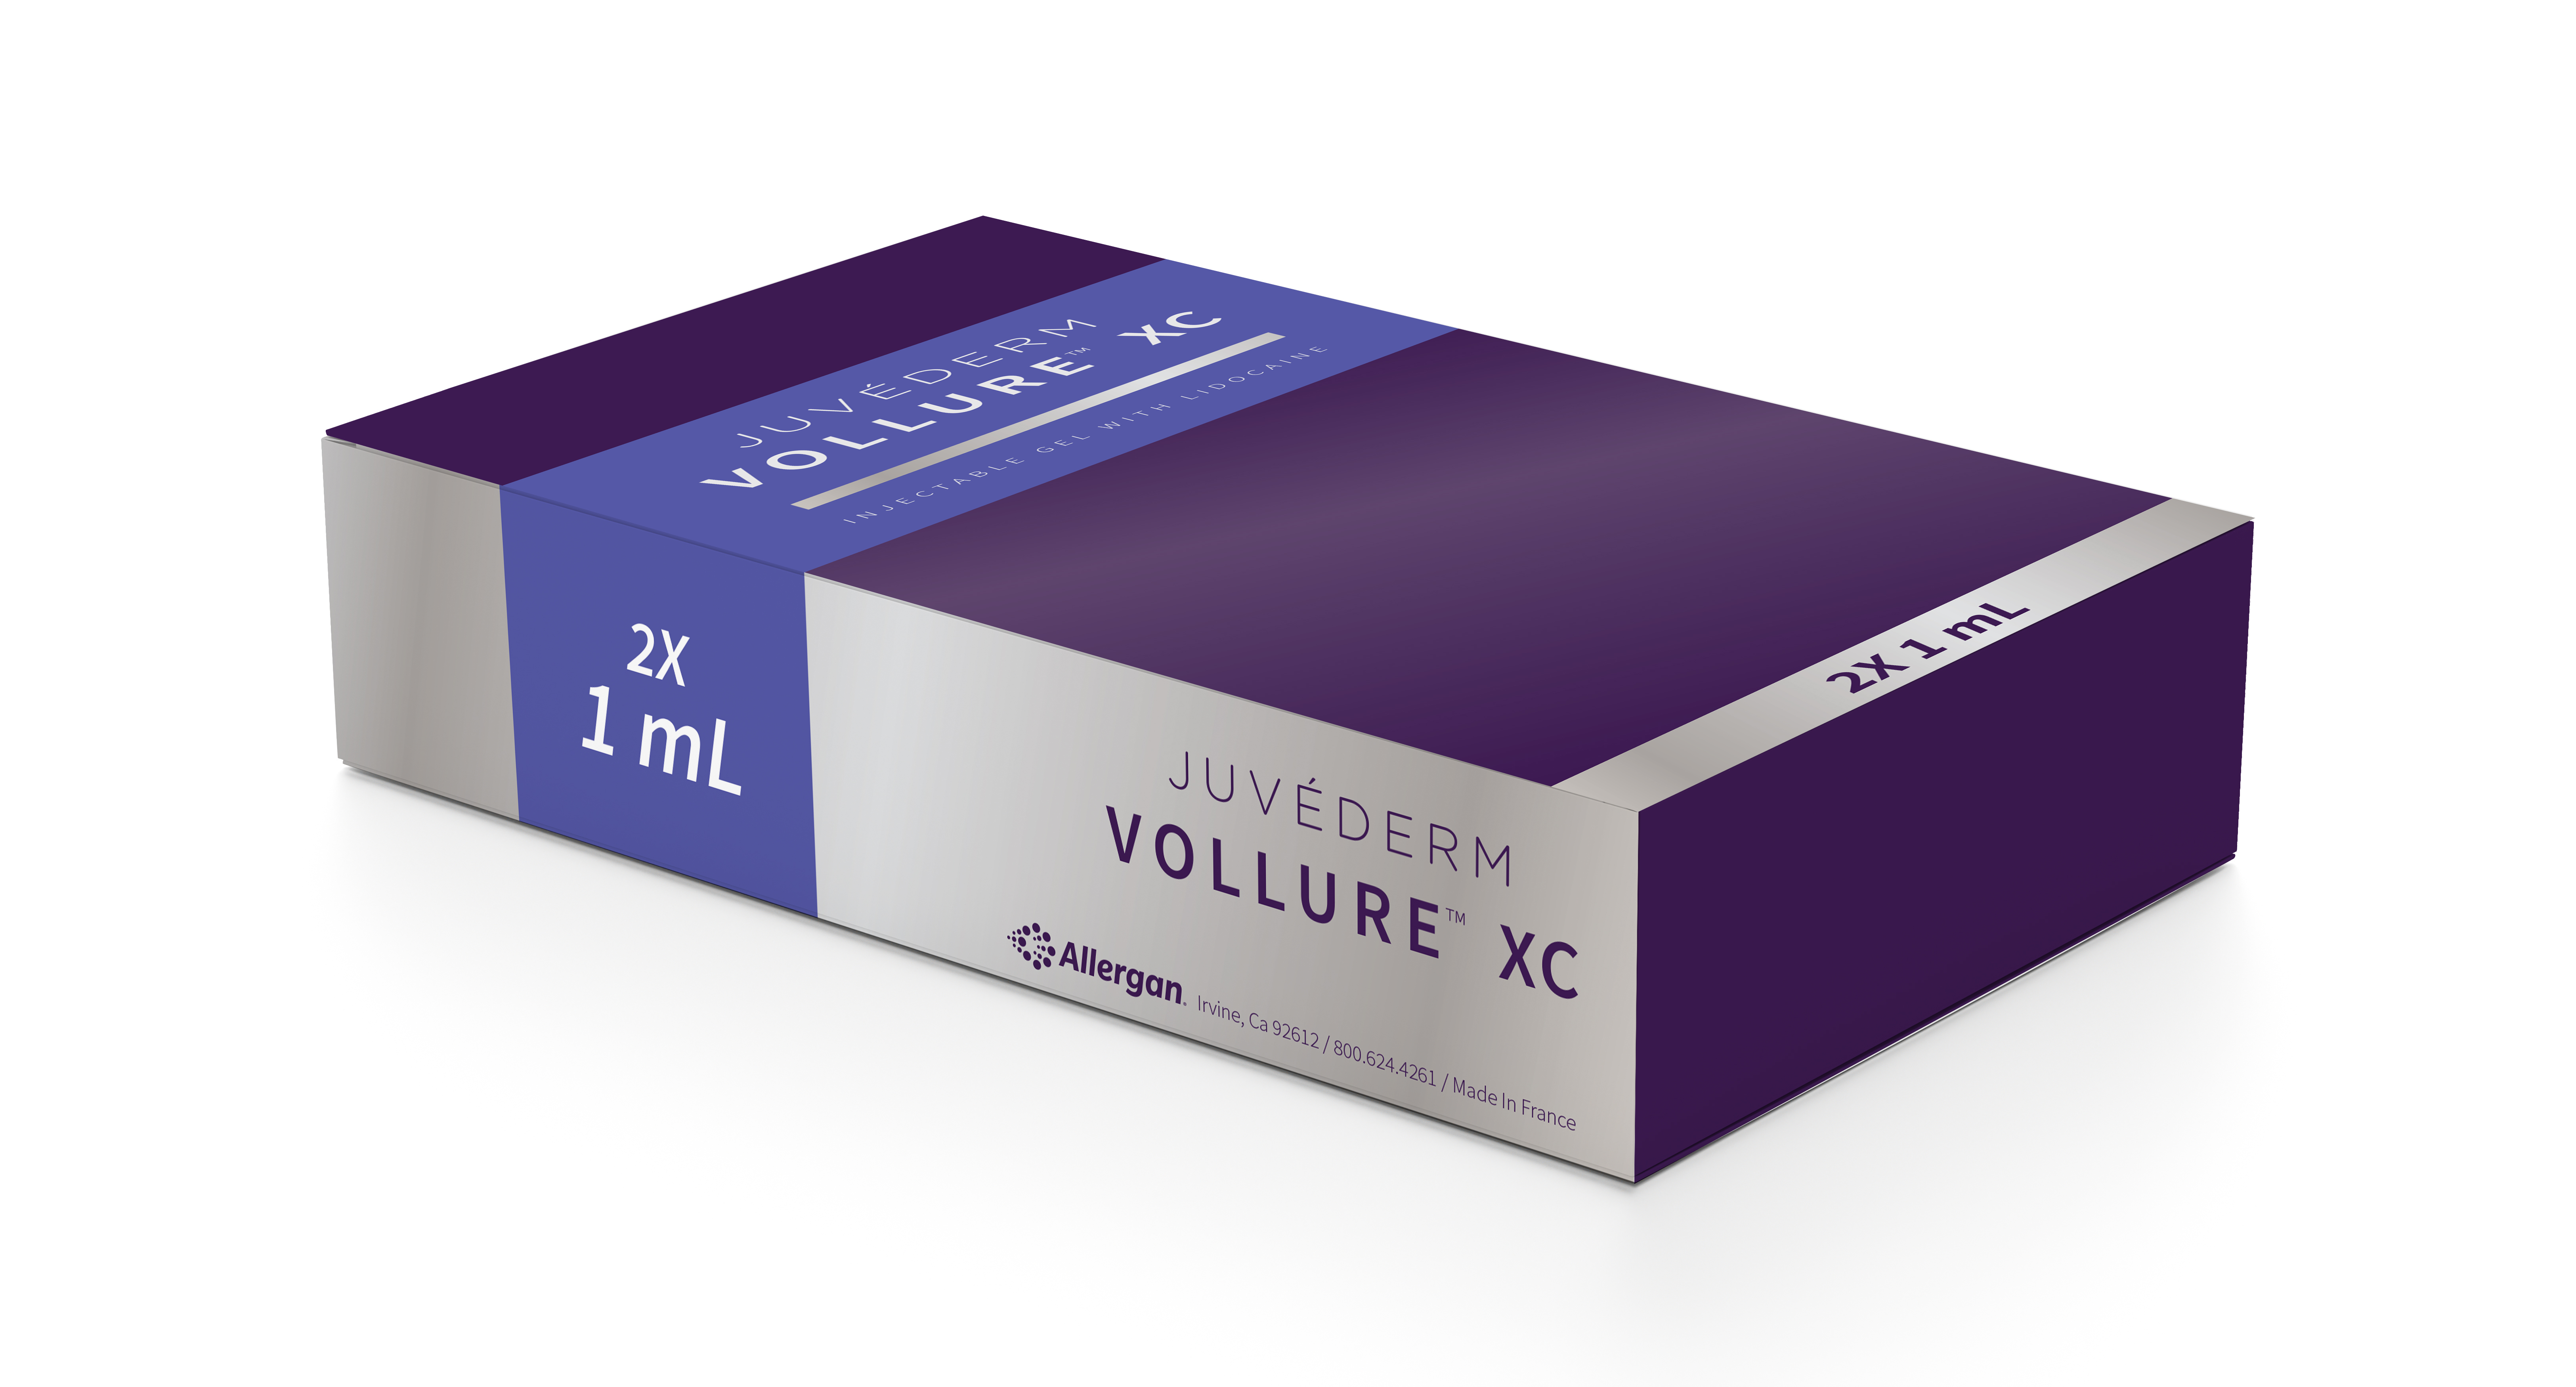 JUVÉDERM
VOLLURE™ XC
INJECTABLE GEL WITH LIDOCAINE
2X
1 mL
2X 1 mL
JUVÉDERM
VOLLURE™ XC
Allergan® Irvine, Ca 92612 / 800.624.4261 / Made In France